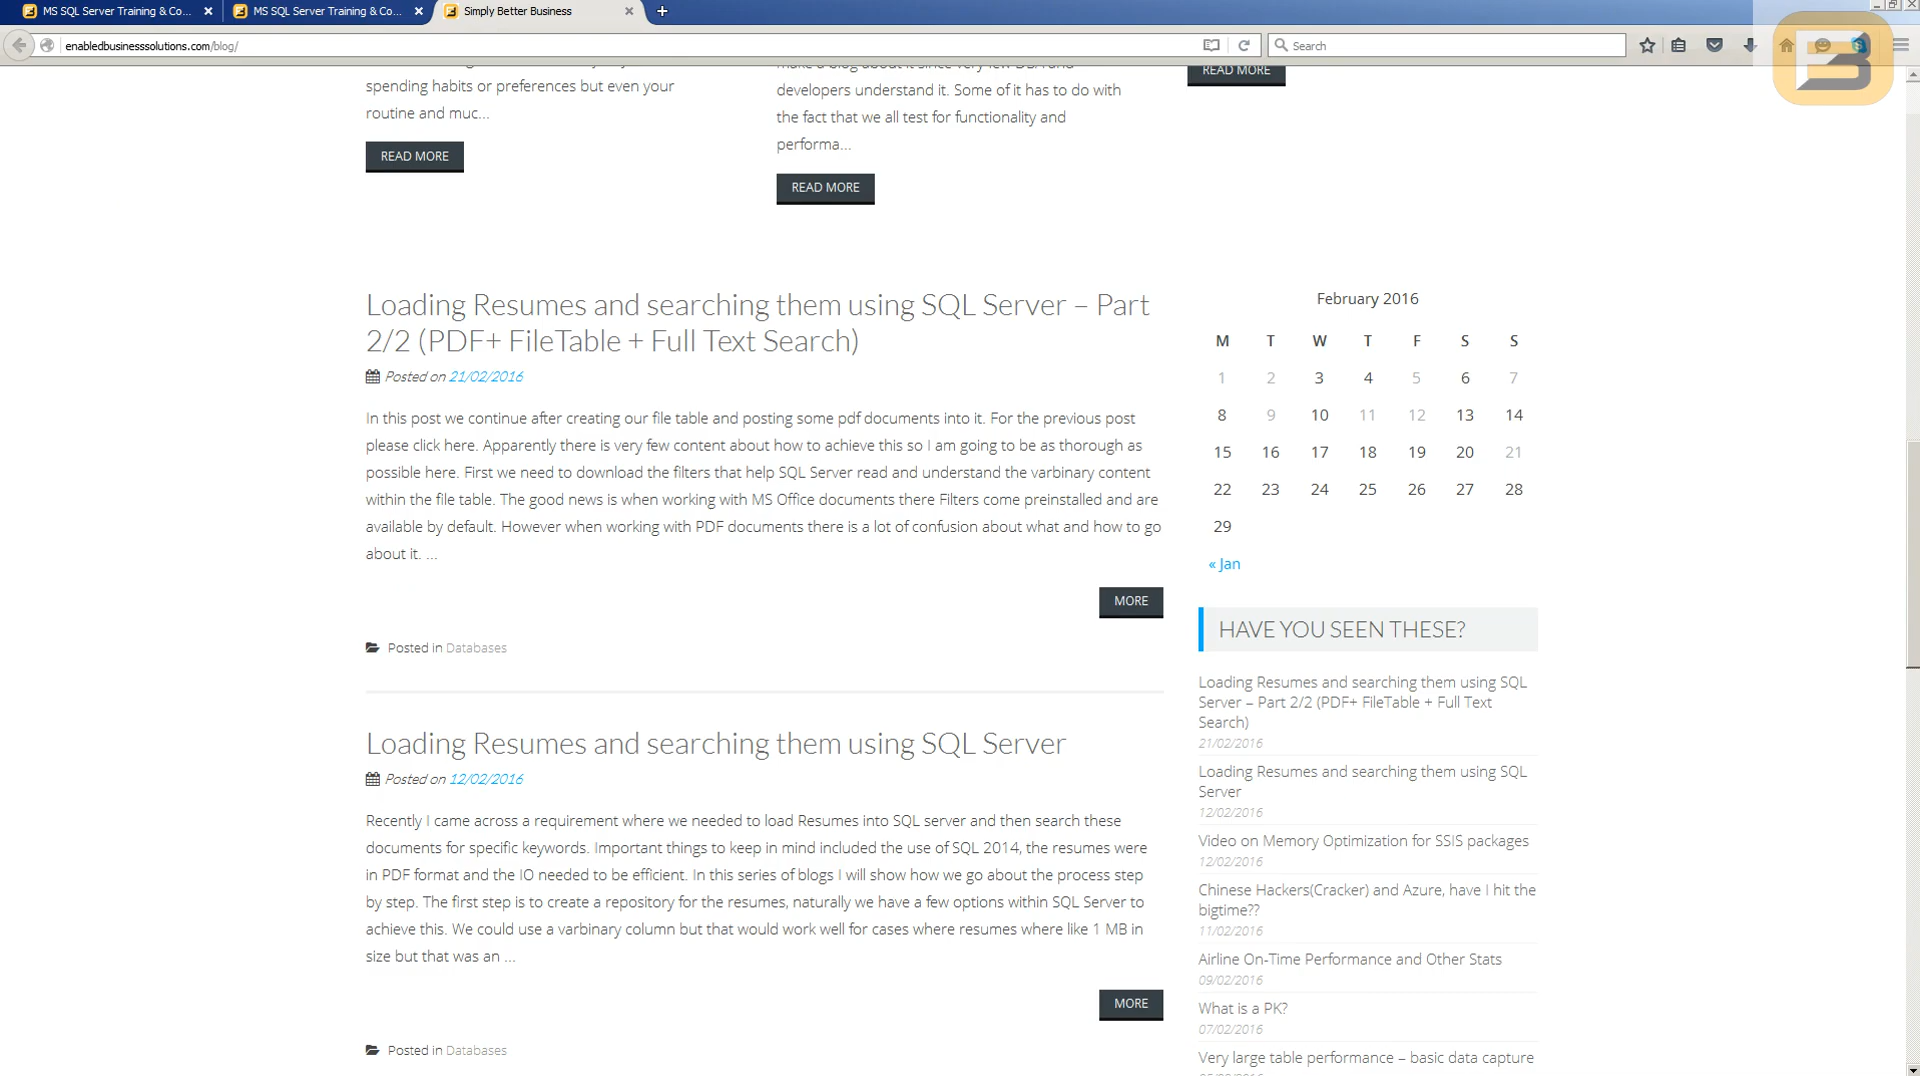 MS SQL Server Training & Co...
MS SQL Server Training & Co...
Simply Better Business
enabledbusinesssolutions.com/blog/
Search
spending habits or preferences but even your
routine and muc...
READ MORE
developers understand it. Some of it has to do with
the fact that we all test for functionality and
performa...
READ MORE
READ MORE
Loading Resumes and searching them using SQL Server – Part
2/2 (PDF+ FileTable + Full Text Search)
Posted on 21/02/2016
In this post we continue after creating our file table and posting some pdf documents into it. For the previous post
please click here. Apparently there is very few content about how to achieve this so I am going to be as thorough as
possible here. First we need to download the filters that help SQL Server read and understand the varbinary content
within the file table. The good news is when working with MS Office documents there Filters come preinstalled and are
available by default. However when working with PDF documents there is a lot of confusion about what and how to go
about it. ...
MORE
Posted in Databases
Loading Resumes and searching them using SQL Server
Posted on 12/02/2016
Recently I came across a requirement where we needed to load Resumes into SQL server and then search these
documents for specific keywords. Important things to keep in mind included the use of SQL 2014, the resumes were
in PDF format and the IO needed to be efficient. In this series of blogs I will show how we go about the process step
by step. The first step is to create a repository for the resumes, naturally we have a few options within SQL Server to
achieve this. We could use a varbinary column but that would work well for cases where resumes where like 1 MB in
size but that was an ...
MORE
Posted in Databases
February 2016
M T W T F S S
1 2 3 4 5 6 7
8 9 10 11 12 13 14
15 16 17 18 19 20 21
22 23 24 25 26 27 28
29
« Jan
HAVE YOU SEEN THESE?
Loading Resumes and searching them using SQL
Server – Part 2/2 (PDF+ FileTable + Full Text
Search)
21/02/2016
Loading Resumes and searching them using SQL
Server
12/02/2016
Video on Memory Optimization for SSIS packages
12/02/2016
Chinese Hackers(Cracker) and Azure, have I hit the
bigtime??
11/02/2016
Airline On-Time Performance and Other Stats
09/02/2016
What is a PK?
07/02/2016
Very large table performance – basic data capture